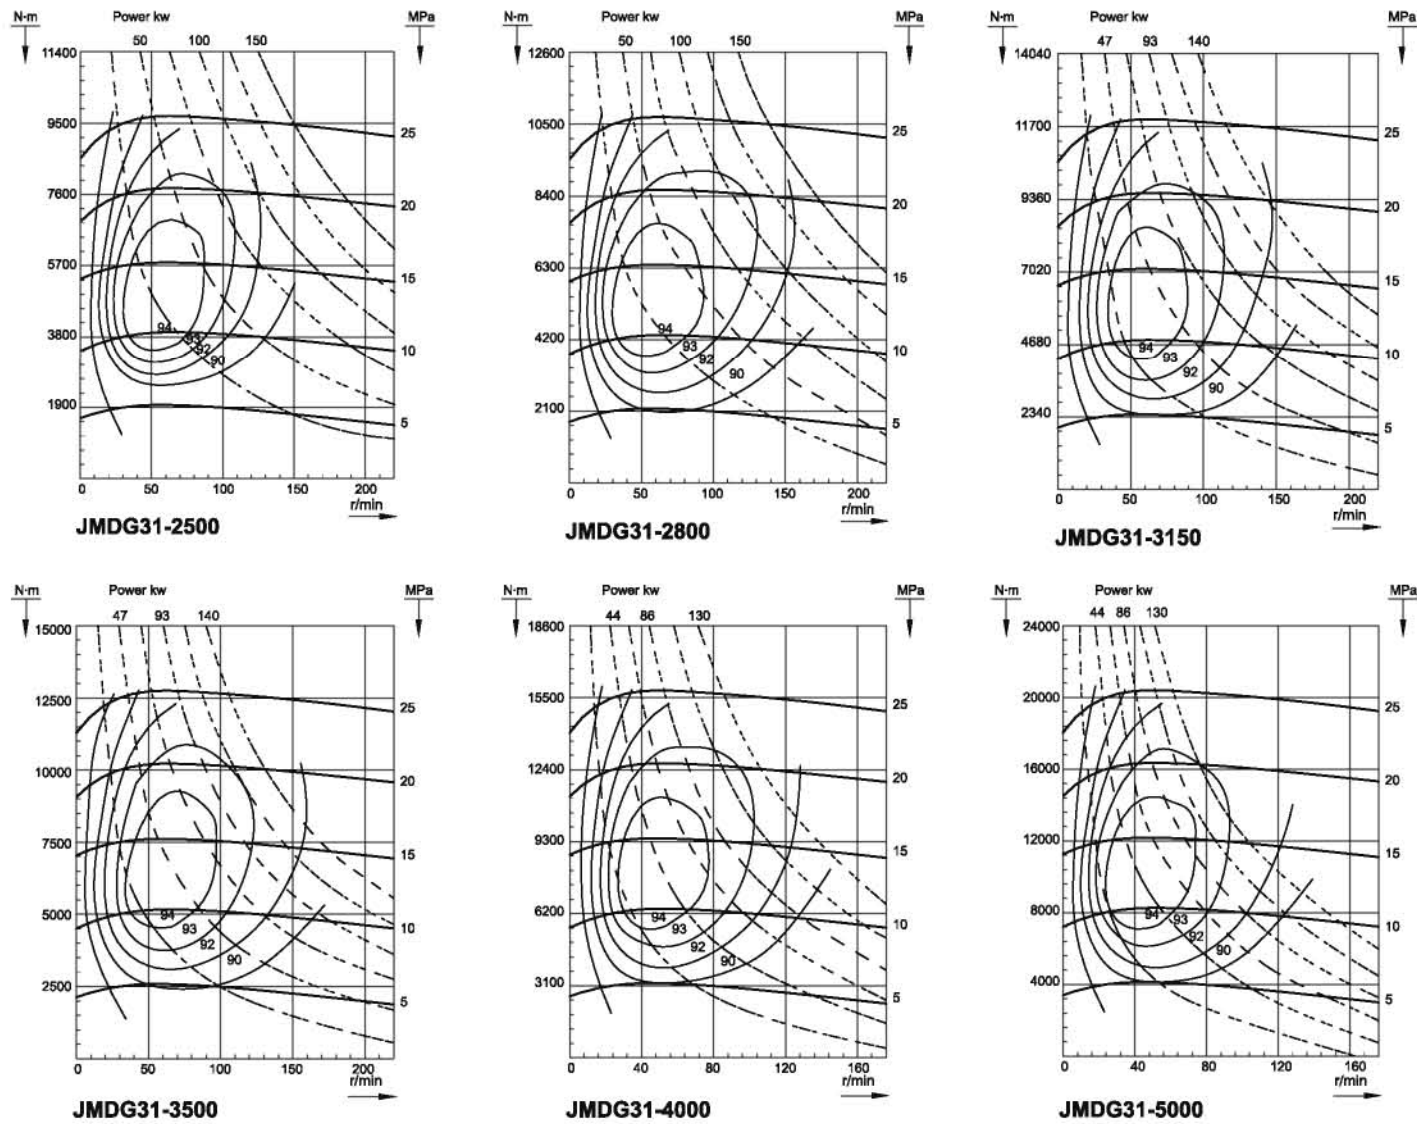 N·m Power kw MPa
50 100 150
11400
9500
25
7600
20
5700
15
94 93 92 90
3800
10
1900
5
0 50 100 150 200
r/min
JMDG31-2500
N·m Power kw MPa
50 100 150
12600
10500
25
8400
20
6300
15
94 93 92 90
4200
10
2100
5
0 50 100 150 200
r/min
JMDG31-2800
N·m Power kw MPa
47 93 140
14040
11700
25
9360
20
7020
15
4680
94 93 92 90
10
2340
5
0 50 100 150 200
r/min
JMDG31-3150
N·m Power kw MPa
47 93 140
15000
12500
25
10000
20
7500
15
5000
94 93 92 90
10
2500
5
0 50 100 150 200
r/min
JMDG31-3500
N·m Power kw MPa
44 86 130
18600
15500
25
12400
20
9300
15
6200
94 93 92 90
10
3100
5
0 40 80 120 160
r/min
JMDG31-4000
N·m Power kw MPa
44 86 130
24000
20000
25
16000
20
12000
15
8000
94 93 92 90
10
4000
5
0 40 80 120 160
r/min
JMDG31-5000